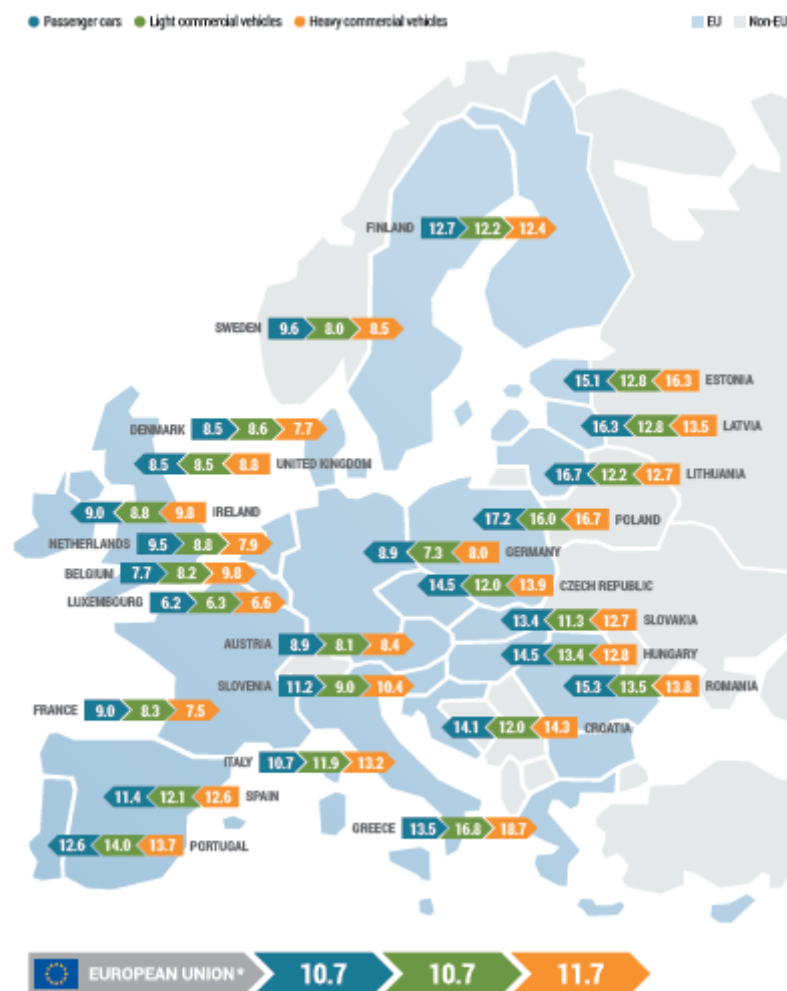 Passenger cars Light commercial vehicles Heavy commercial vehicles EU Non-EU
FINLAND 12.7 12.2 12.4
SWEDEN 9.6 8.0 8.5
15.1 12.8 16.3 ESTONIA
DENMARK 8.5 8.6 7.7
16.3 12.8 13.5 LATVIA
8.5 8.5 8.8 UNITED KINGDOM
16.7 12.2 12.7 LITHUANIA
9.0 8.8 9.8 IRELAND
17.2 16.0 16.7 POLAND
NETHERLANDS 9.5 8.8 7.9
8.9 7.3 8.0 GERMANY
BELGIUM 7.7 8.2 9.8
14.5 12.0 13.9 CZECH REPUBLIC
LUXEMBOURG 6.2 6.3 6.6
13.4 11.3 12.7 SLOVAKIA
AUSTRIA 8.9 8.1 8.4
14.5 13.4 12.8 HUNGARY
SLOVENIA 11.2 9.0 10.4
15.3 13.5 13.8 ROMANIA
FRANCE 9.0 8.3 7.5
14.1 12.0 14.3 CROATIA
ITALY 10.7 11.9 13.2
11.4 12.1 12.6 SPAIN
GREECE 13.5 16.8 18.7
12.6 14.0 13.7 PORTUGAL
EUROPEAN UNION* 10.7 10.7 11.7